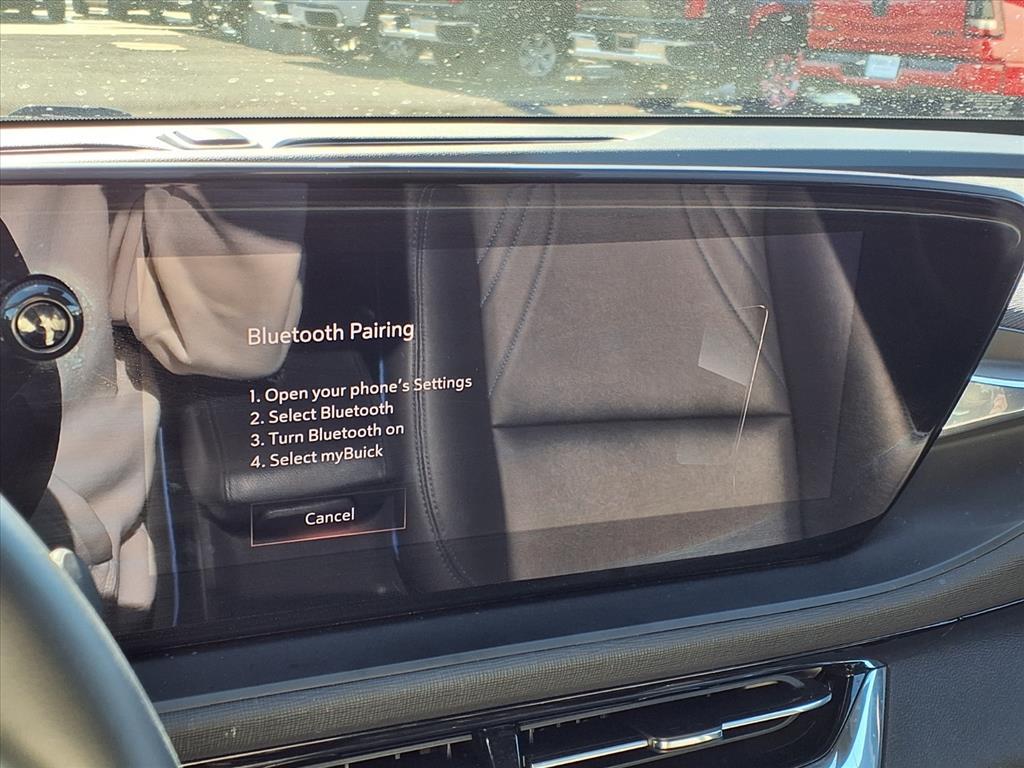 Bluetooth Pairing
1. Open your phone's Settings
2. Select Bluetooth
3. Turn Bluetooth on
4. Select myBuick
Cancel